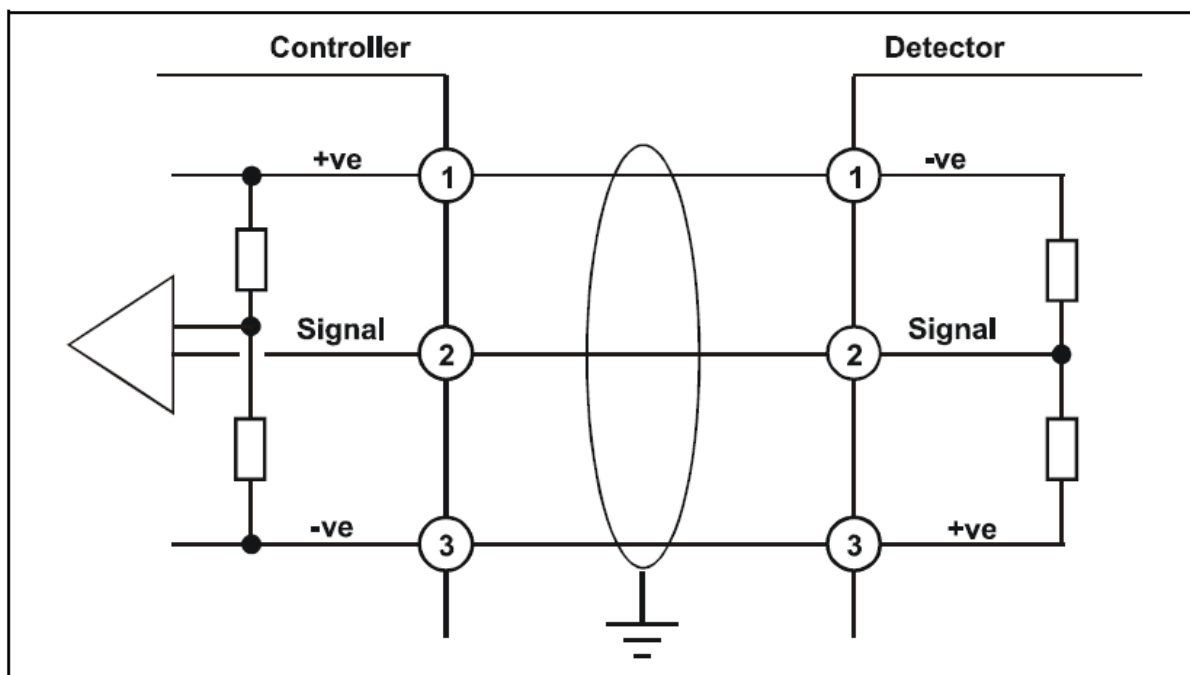 Controller
Detector
+ve
1
1
-ve
Signal
2
2
Signal
-ve
3
3
+ve